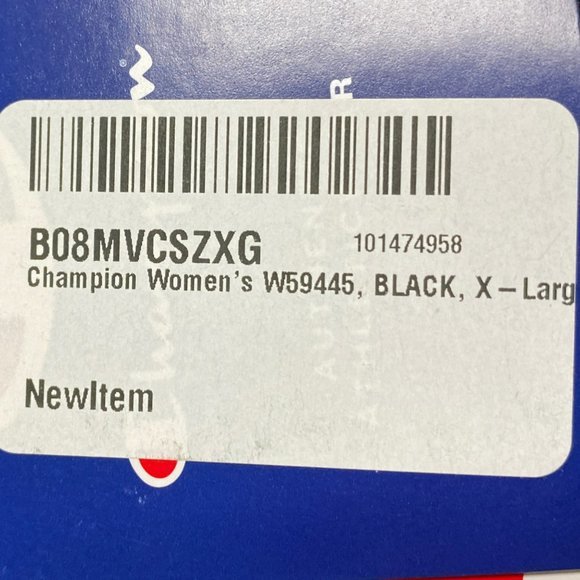 B08MVCSZXG 101474958
Champion Women's W59445, BLACK, X-Larg
NewItem